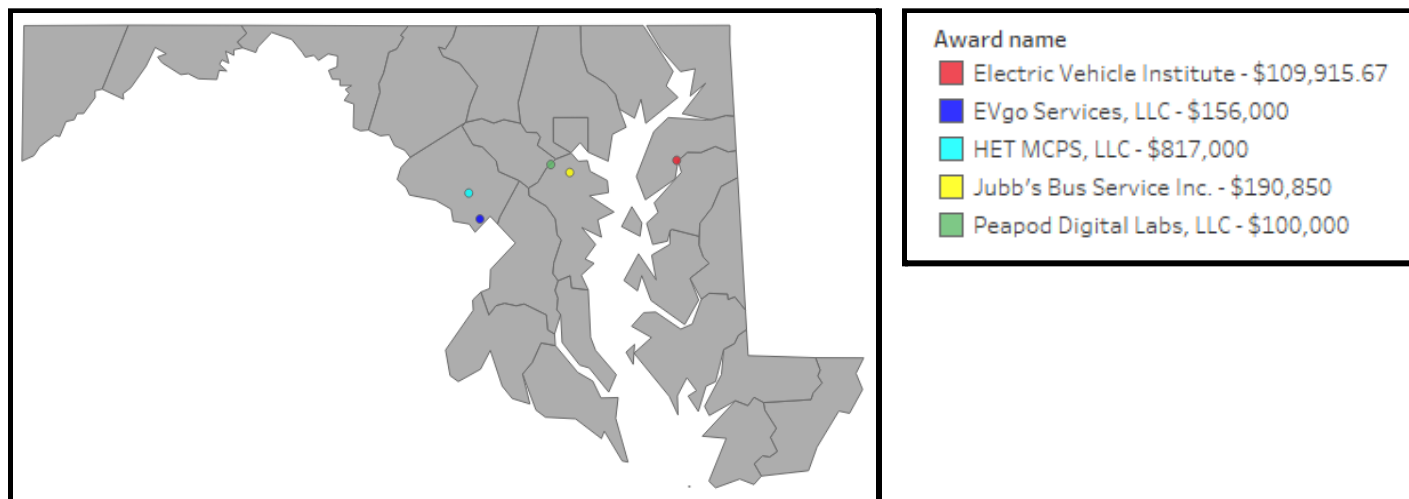 Award name
Electric Vehicle Institute - $109,915.67
EVgo Services, LLC - $156,000
HET MCPS, LLC - $817,000
Jubb's Bus Service Inc. - $190,850
Peapod Digital Labs, LLC - $100,000